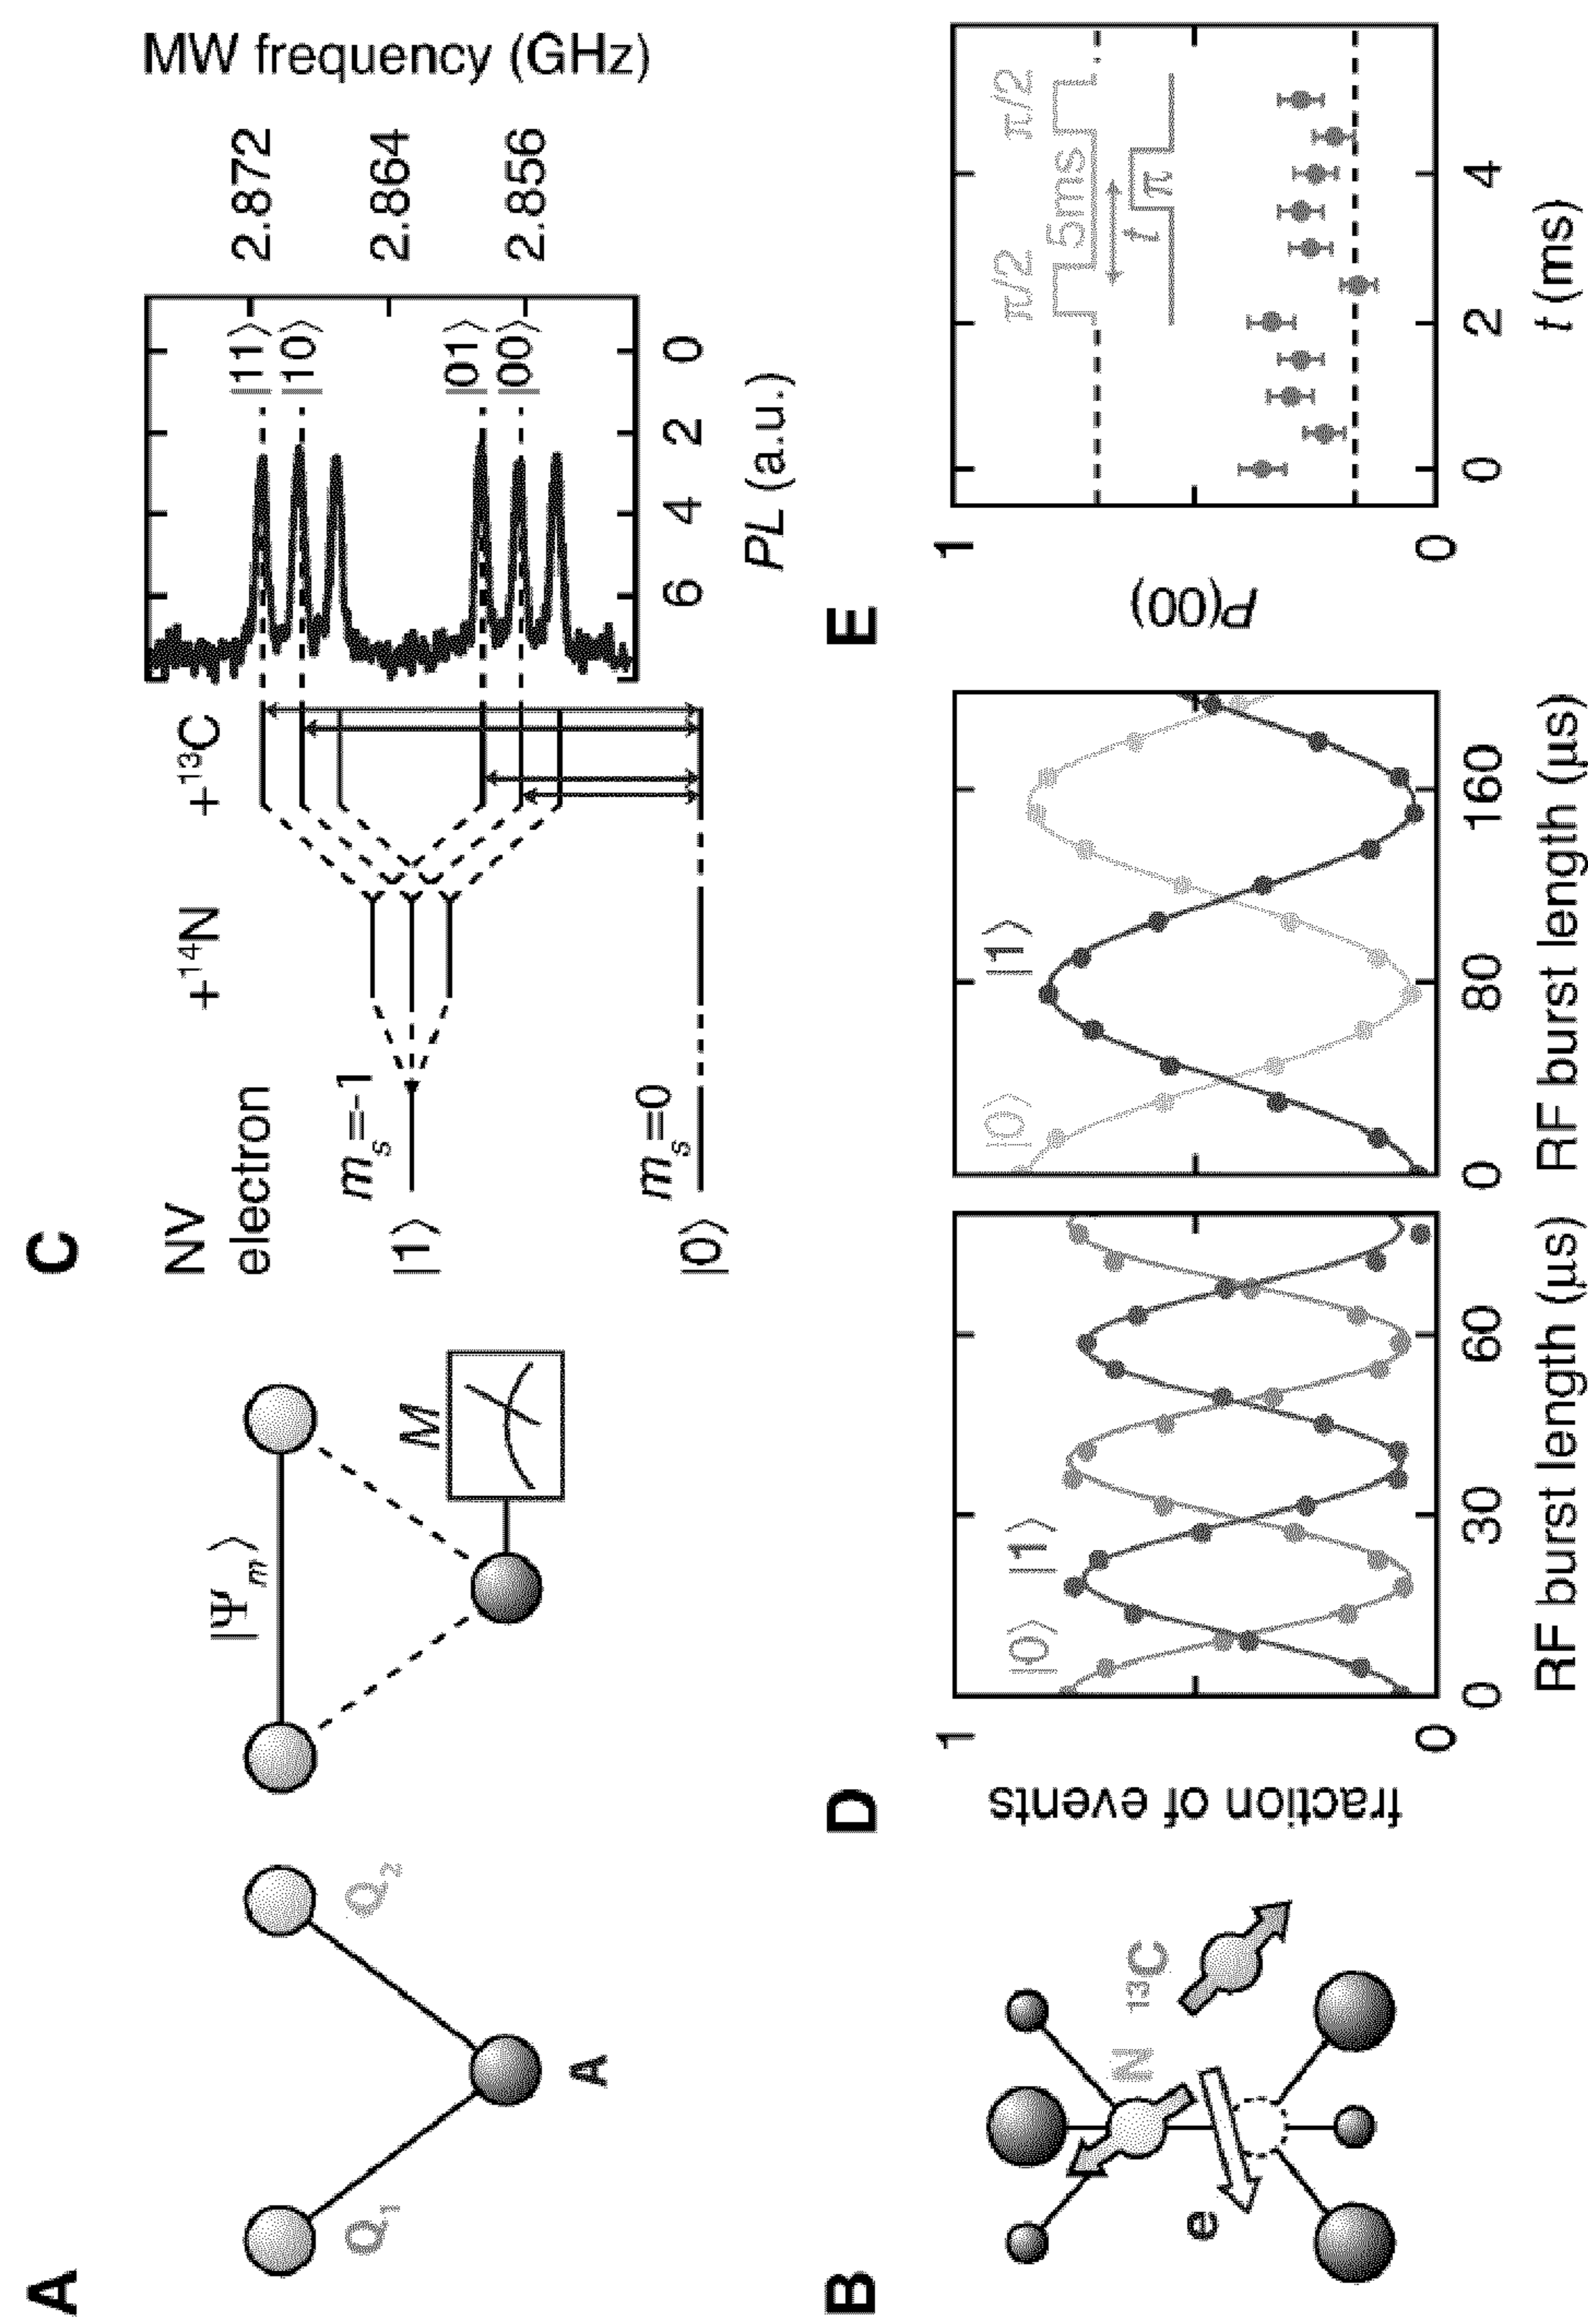 A
Q1
Q2
A
|Ψm⟩
M
B
N
13C
e
C
NV
electron
+14N
+13C
ms=-1
|1⟩
ms=0
|0⟩
|11⟩
|10⟩
|01⟩
|00⟩
MW frequency (GHz)
2.872
2.864
2.856
6
4
2
0
PL (a.u.)
D
fraction of events
1
0
|0⟩
|1⟩
0
30
60
RF burst length (μs)
|0⟩
|1⟩
0
80
160
RF burst length (μs)
E
P(00)
1
0
π/2
5ms
π/2
t
π
0
2
4
t (ms)